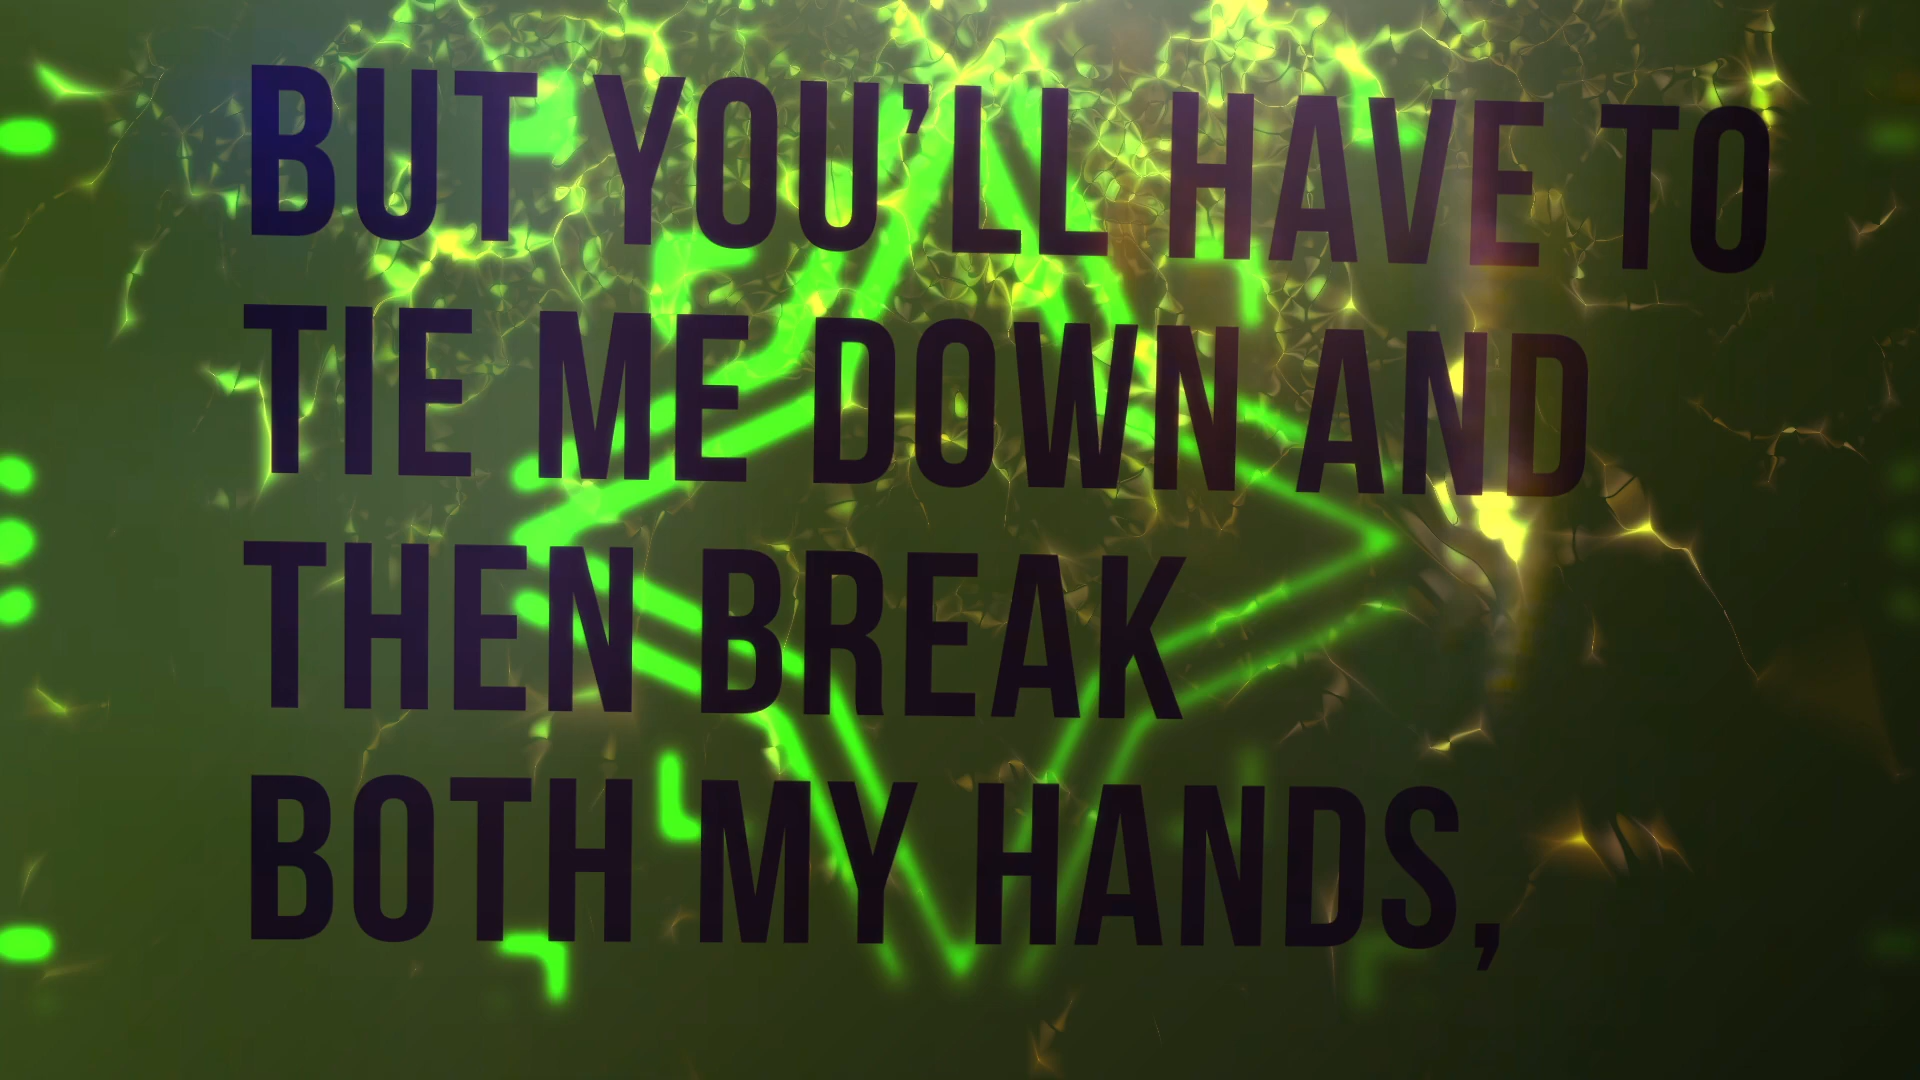 BUT YOU'LL HAVE TO
TIE ME DOWN AND
THEN BREAK
BOTH MY HANDS,